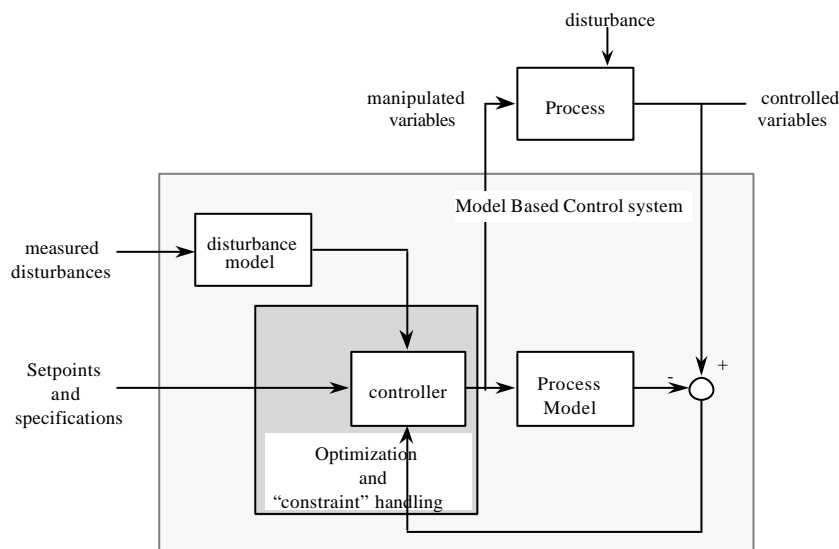 disturbance
manipulated
variables
Process
controlled
variables
Model Based Control system
measured
disturbances
disturbance
model
Setpoints
and
specifications
controller
Process
Model
-
+
Optimization
and
“constraint” handling